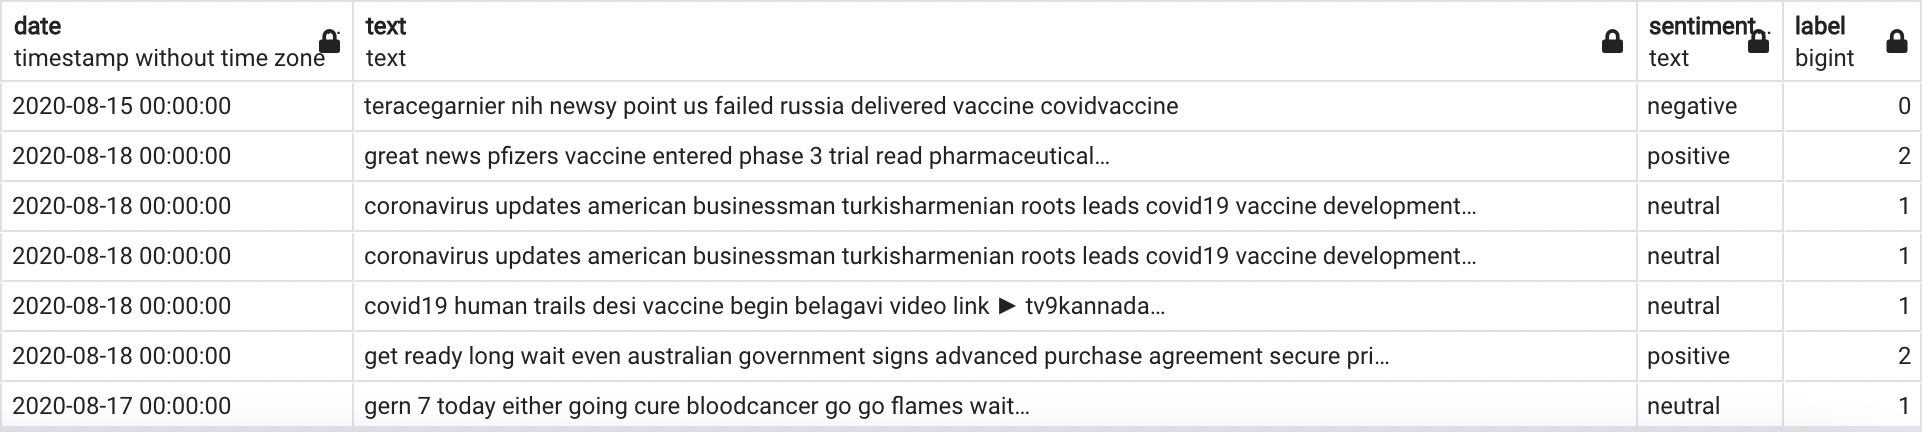 date text sentiment label
timestamp without time zone text text bigint
2020-08-15 00:00:00 teracegarnier nih newsy point us failed russia delivered vaccine covidvaccine negative 0
2020-08-18 00:00:00 great news pfizers vaccine entered phase 3 trial read pharmaceutical… positive 2
2020-08-18 00:00:00 coronavirus updates american businessman turkisharmenian roots leads covid19 vaccine development… neutral 1
2020-08-18 00:00:00 coronavirus updates american businessman turkisharmenian roots leads covid19 vaccine development… neutral 1
2020-08-18 00:00:00 covid19 human trails desi vaccine begin belagavi video link ► tv9kannada… neutral 1
2020-08-18 00:00:00 get ready long wait even australian government signs advanced purchase agreement secure pri… positive 2
2020-08-17 00:00:00 gern 7 today either going cure bloodcancer go go flames wait… neutral 1